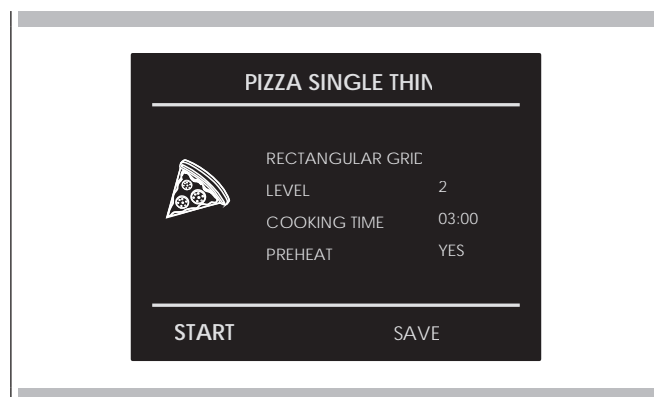 PIZZA SINGLE THIN
RECTANGULAR GRID
LEVEL 2
COOKING TIME 03:00
PREHEAT YES
START SAVE